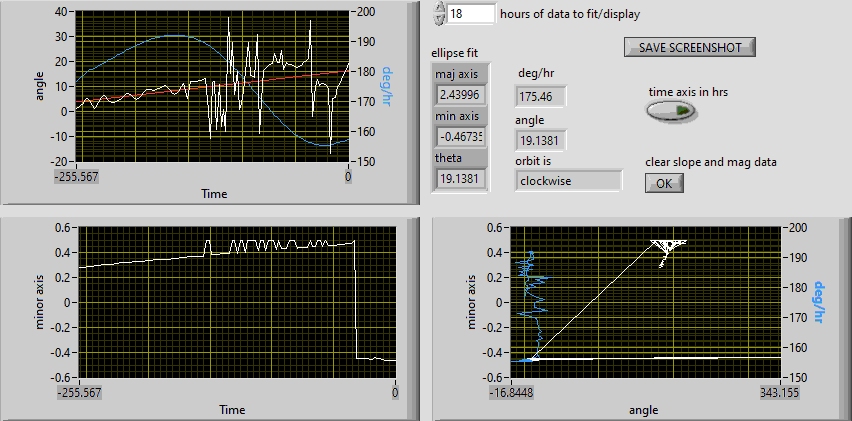 40
30
20
10
0
-10
-20
angle
200
190
180
170
160
150
deg/hr
-255.567
0
Time
18 hours of data to fit/display
SAVE SCREENSHOT
ellipse fit
maj axis
2.43996
min axis
-0.46735
theta
19.1381
deg/hr
175.46
angle
19.1381
orbit is
clockwise
time axis in hrs
clear slope and mag data
OK
0.6
0.4
0.2
0
-0.2
-0.4
-0.6
minor axis
-255.567
0
Time
0.6
0.4
0.2
0
-0.2
-0.4
-0.6
minor axis
200
190
180
170
160
150
deg/hr
-16.8448
343.155
angle